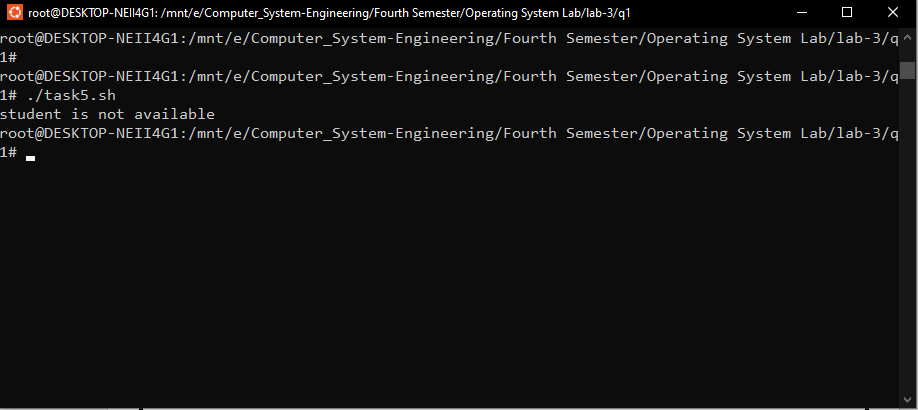 root@DESKTOP-NEII4G1: /mnt/e/Computer_System-Engineering/Fourth Semester/Operating System Lab/lab-3/q1
root@DESKTOP-NEII4G1:/mnt/e/Computer_System-Engineering/Fourth Semester/Operating System Lab/lab-3/q
1#
root@DESKTOP-NEII4G1:/mnt/e/Computer_System-Engineering/Fourth Semester/Operating System Lab/lab-3/q
1# ./task5.sh
student is not available
root@DESKTOP-NEII4G1:/mnt/e/Computer_System-Engineering/Fourth Semester/Operating System Lab/lab-3/q
1#